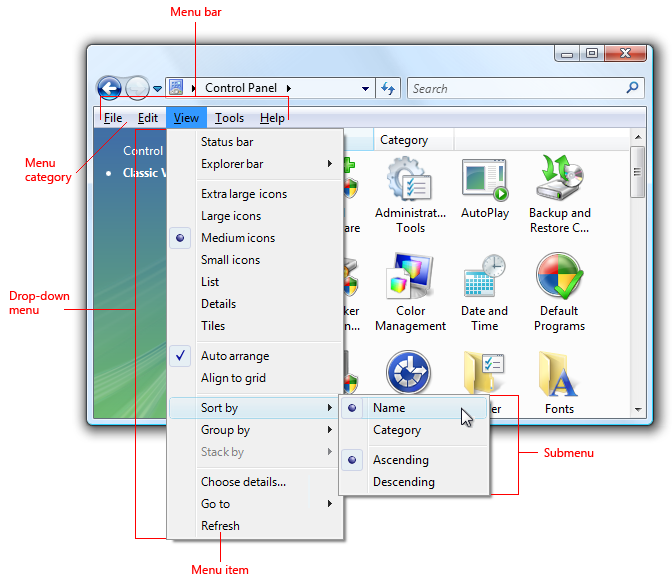 Menu bar
Control Panel
Search
File Edit View Tools Help
Menu
category
Drop-down
menu
Control
Classic V
Status bar
Explorer bar
Extra large icons
Large icons
Medium icons
Small icons
List
Details
Tiles
Auto arrange
Align to grid
Sort by
Group by
Stack by
Choose details...
Go to
Refresh
Menu item
Category
Administrat...
Tools
AutoPlay
Backup and
Restore C...
Color
Management
Date and
Time
Default
Programs
Fonts
Name
Category
Ascending
Descending
Submenu